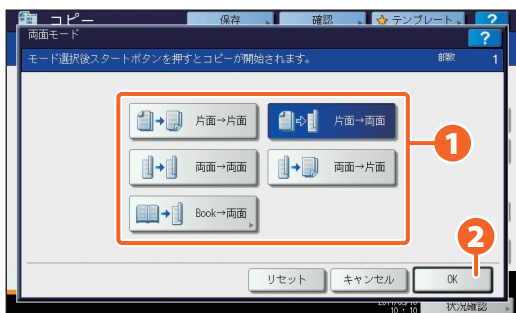 コピー 保存 確認 テンプレート ?
両面モード ?
モード選択後スタートボタンを押すとコピーが開始されます。 部数 1
片面→片面 片面→両面
1
両面→両面 両面→片面
Book→両面
2
リセット キャンセル OK
10:10 状況確認